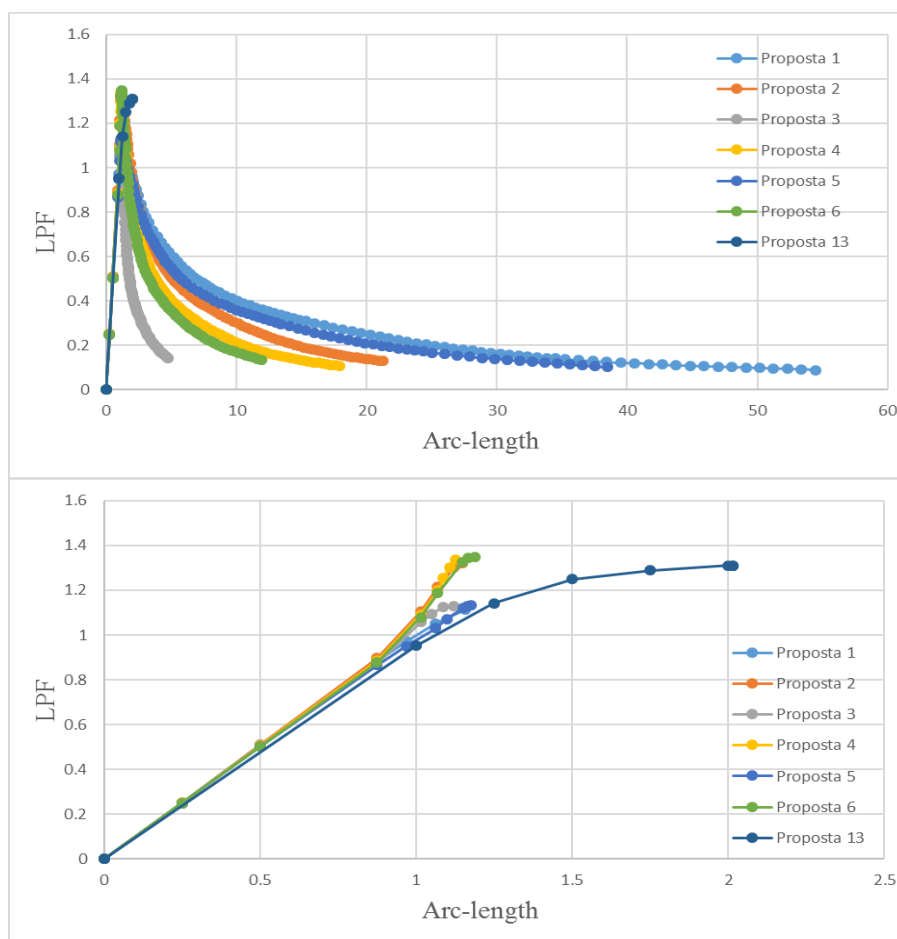 1.6
1.4
1.2
1
0.8
0.6
0.4
0.2
0
LPF
0 10 20 30 40 50 60
Arc-length
Proposta 1
Proposta 2
Proposta 3
Proposta 4
Proposta 5
Proposta 6
Proposta 13
1.6
1.4
1.2
1
0.8
0.6
0.4
0.2
0
LPF
0 0.5 1 1.5 2 2.5
Arc-length
Proposta 1
Proposta 2
Proposta 3
Proposta 4
Proposta 5
Proposta 6
Proposta 13